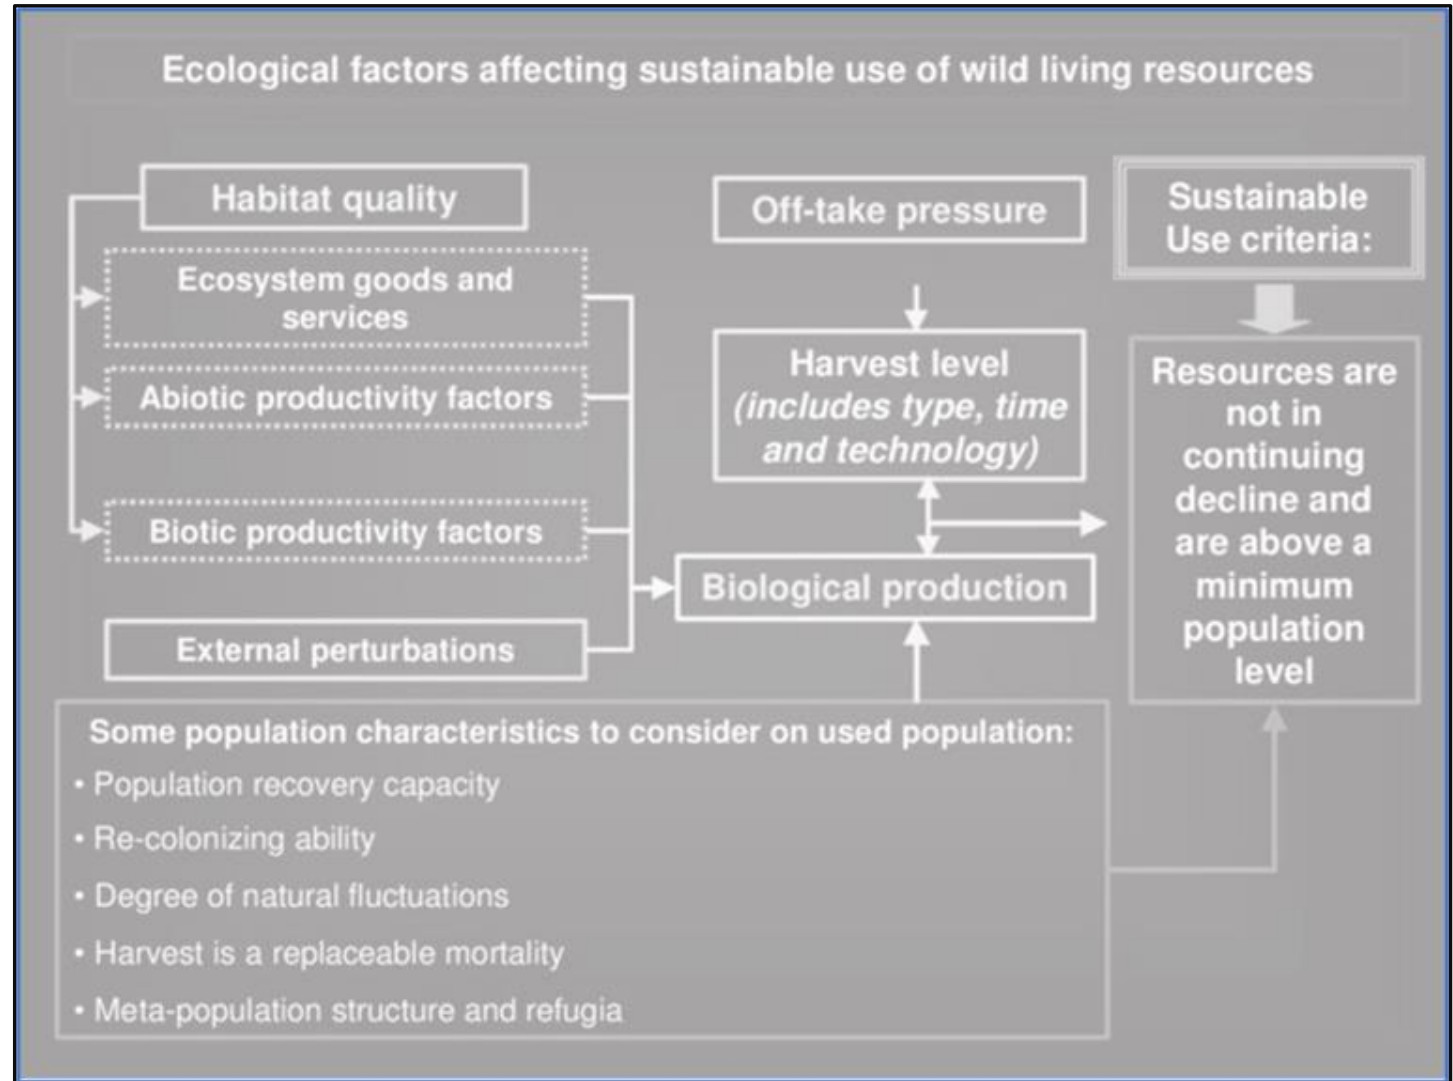 Ecological factors affecting sustainable use of wild living resources
Habitat quality
Ecosystem goods and
services
Abiotic productivity factors
Biotic productivity factors
External perturbations
Off-take pressure
Harvest level
(includes type, time
and technology)
Biological production
Sustainable
Use criteria:
Resources are
not in
continuing
decline and
are above a
minimum
population
level
Some population characteristics to consider on used population:
• Population recovery capacity
• Re-colonizing ability
• Degree of natural fluctuations
• Harvest is a replaceable mortality
• Meta-population structure and refugia